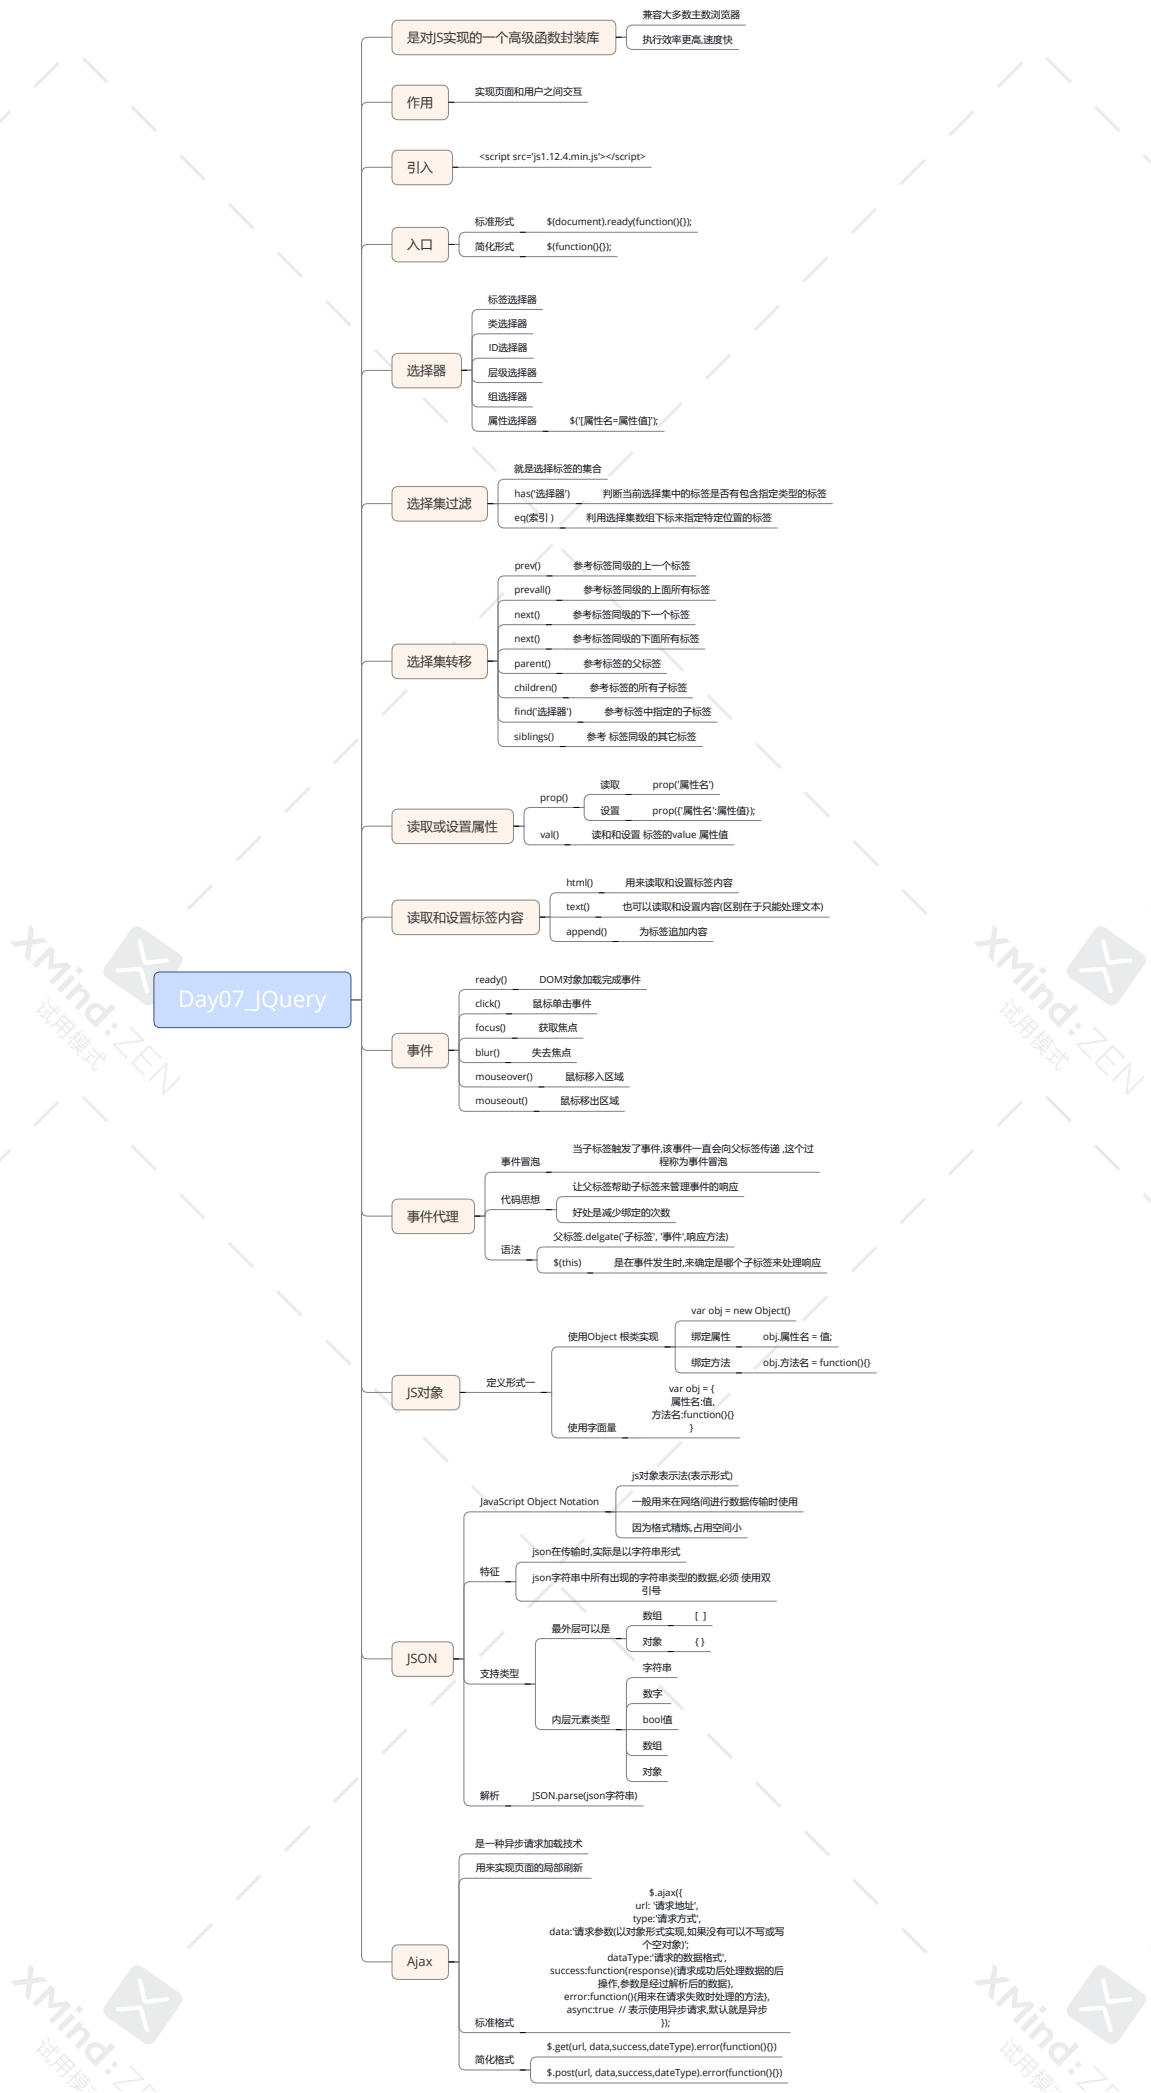 是对JS实现的一个高级函数封装库
兼容大多数主数浏览器
执行效率更高,速度快
作用
实现页面和用户之间交互
引入
<script src='js1.12.4.min.js'></script>
入口
标准形式
$(document).ready(function(){});
简化形式
$(function(){});
选择器
标签选择器
类选择器
ID选择器
层级选择器
组选择器
属性选择器
$('[属性名=属性值]');
选择集过滤
就是选择标签的集合
has('选择器')
判断当前选择集中的标签是否有包含指定类型的标签
eq(索引 )
利用选择集数组下标来指定特定位置的标签
选择集转移
prev()
参考标签同级的上一个标签
prevall()
参考标签同级的上面所有标签
next()
参考标签同级的下一个标签
next()
参考标签同级的下面所有标签
parent()
参考标签的父标签
children()
参考标签的所有子标签
find('选择器')
参考标签中指定的子标签
siblings()
参考 标签同级的其它标签
读取或设置属性
prop()
读取
prop('属性名')
设置
prop({'属性名':属性值});
val()
读和和设置 标签的value 属性值
读取和设置标签内容
html()
用来读取和设置标签内容
text()
也可以读取和设置内容(区别在于只能处理文本)
append()
为标签追加内容
Day07_JQuery
事件
ready()
DOM对象加载完成事件
click()
鼠标单击事件
focus()
获取焦点
blur()
失去焦点
mouseover()
鼠标移入区域
mouseout()
鼠标移出区域
事件代理
事件冒泡
当子标签触发了事件,该事件一直会向父标签传递 ,这个过
程称为事件冒泡
代码思想
让父标签帮助子标签来管理事件的响应
好处是减少绑定的次数
语法
父标签.delgate('子标签', '事件',响应方法)
$(this)
是在事件发生时,来确定是哪个子标签来处理响应
JS对象
定义形式一
使用Object 根类实现
var obj = new Object()
绑定属性
obj.属性名 = 值;
绑定方法
obj.方法名 = function(){}
使用字面量
var obj = {
属性名:值,
方法名:function(){}
}
JSON
JavaScript Object Notation
js对象表示法(表示形式)
一般用来在网络间进行数据传输时使用
因为格式精炼,占用空间小
特征
json在传输时,实际是以字符串形式
json字符串中所有出现的字符串类型的数据,必须 使用双
引号
支持类型
最外层可以是
数组
[  ]
对象
{ }
内层元素类型
字符串
数字
bool值
数组
对象
解析
JSON.parse(json字符串)
Ajax
是一种异步请求加载技术
用来实现页面的局部刷新
标准格式
$.ajax({
url: '请求地址',
type:'请求方式',
data:'请求参数(以对象形式实现,如果没有可以不写或写
个空对象)';
dataType:'请求的数据格式',
success:function(response){请求成功后处理数据的后
操作,参数是经过解析后的数据},
error:function(){用来在请求失败时处理的方法},
async:true  // 表示使用异步请求,默认就是异步
});
简化格式
$.get(url, data,success,dateType).error(function(){})
$.post(url, data,success,dateType).error(function(){})
XMind:ZEN
试用模式
XMind:ZEN
试用模式
XMind:ZEN
试用模式
XMind:ZEN
试用模式